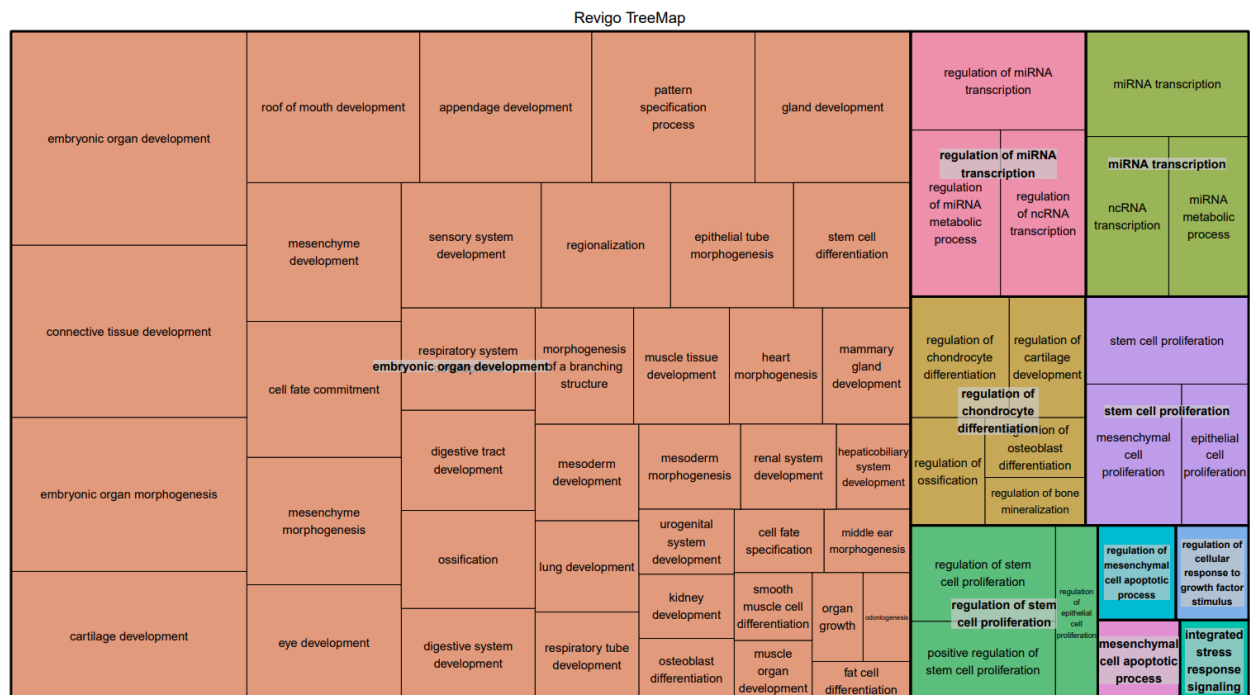 Revigo TreeMap
embryonic organ development
connective tissue development
embryonic organ morphogenesis
cartilage development
roof of mouth development
appendage development
pattern
specification
process
gland development
mesenchyme
development
cell fate commitment
mesenchyme
morphogenesis
eye development
sensory system
development
regionalization
epithelial tube
morphogenesis
stem cell
differentiation
respiratory system
embryonic organ development
morphogenesis
of a branching
structure
muscle tissue
development
heart
morphogenesis
mammary
gland
development
digestive tract
development
ossification
digestive system
development
mesoderm
development
lung development
respiratory tube
development
mesoderm
morphogenesis
renal system
development
hepaticobiliary
system
development
urogenital
system
development
cell fate
specification
middle ear
morphogenesis
kidney
development
smooth
muscle cell
differentiation
organ
growth
odontogenesis
osteoblast
differentiation
muscle
organ
development
fat cell
differentiation
regulation of miRNA
transcription
regulation of miRNA
transcription
regulation
of miRNA
metabolic
process
regulation
of ncRNA
transcription
miRNA transcription
miRNA transcription
ncRNA
transcription
miRNA
metabolic
process
regulation of
chondrocyte
differentiation
regulation of
cartilage
development
regulation of
chondrocyte
differentiation
regulation of
ossification
regulation of
osteoblast
differentiation
regulation of bone
mineralization
stem cell proliferation
stem cell proliferation
mesenchymal
cell
proliferation
epithelial
cell
proliferation
regulation of stem
cell proliferation
regulation of stem
cell proliferation
positive regulation of
stem cell proliferation
regulation
of
epithelial
cell
proliferation
regulation of
mesenchymal
cell apoptotic
process
regulation of
cellular
response to
growth factor
stimulus
mesenchymal
cell apoptotic
process
integrated
stress
response
signaling